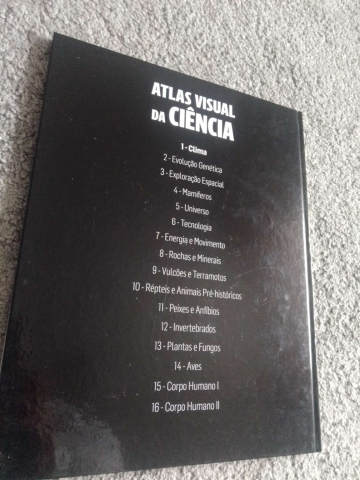 ATLAS VISUAL
DA CIÊNCIA
1 - Clima
2 - Evolução Genética
3 - Exploração Espacial
4 - Mamíferos
5 - Universo
6 - Tecnologia
7 - Energia e Movimento
8 - Rochas e Minerais
9 - Vulcões e Terramotos
10 - Répteis e Animais Pré-históricos
11 - Peixes e Anfíbios
12 - Invertebrados
13 - Plantas e Fungos
14 - Aves
15 - Corpo Humano I
16 - Corpo Humano II